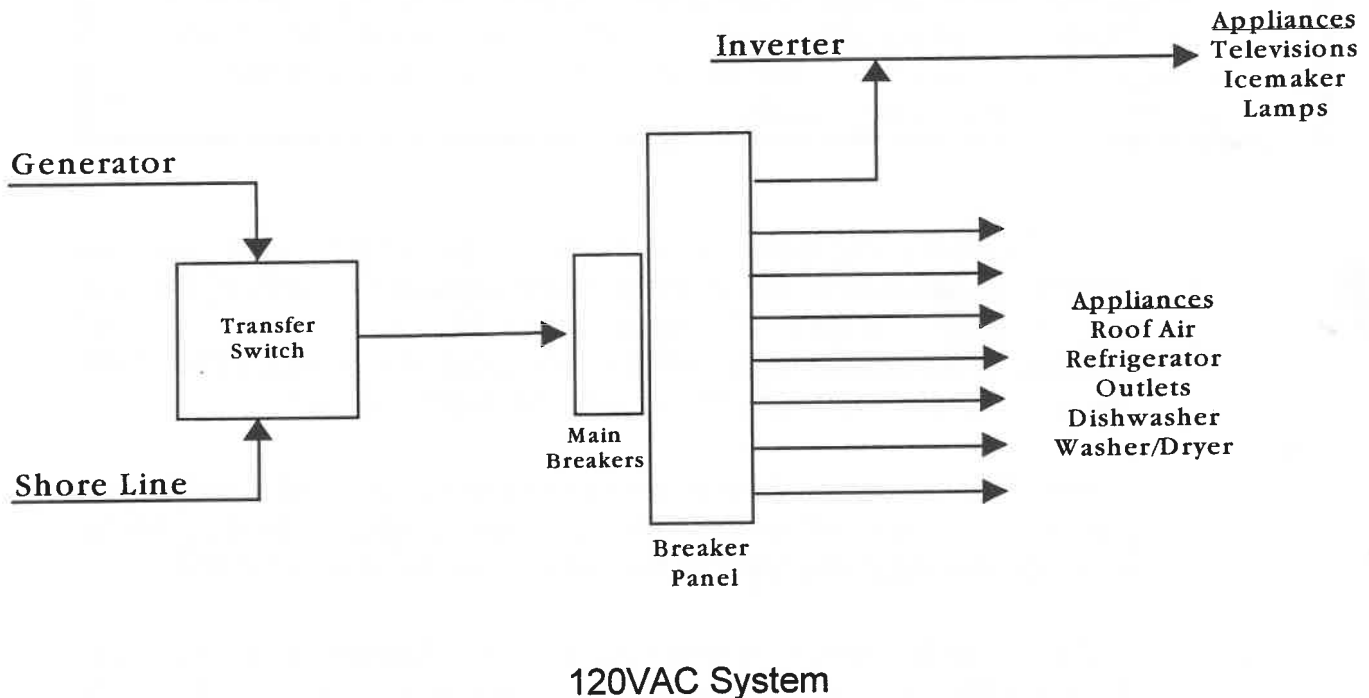 Inverter
Appliances
Televisions
Icemaker
Lamps
Generator
Transfer
Switch
Shore Line
Main
Breakers
Breaker
Panel
Appliances
Roof Air
Refrigerator
Outlets
Dishwasher
Washer/Dryer
120VAC System